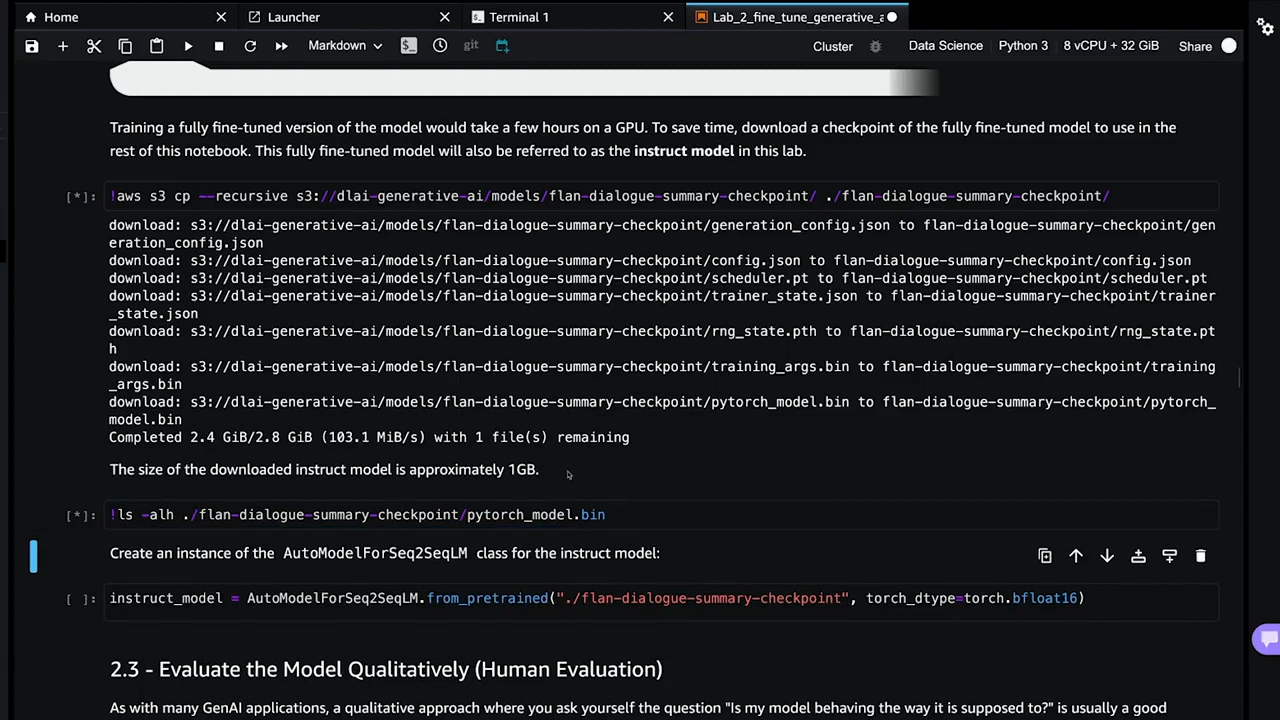 Home
Launcher
Terminal 1
Lab_2_fine_tune_generative_a
Markdown
git
Cluster
Data Science
Python 3
8 vCPU + 32 GiB
Share
Training a fully fine-tuned version of the model would take a few hours on a GPU. To save time, download a checkpoint of the fully fine-tuned model to use in the
rest of this notebook. This fully fine-tuned model will also be referred to as the instruct model in this lab.
[*]: !aws s3 cp --recursive s3://dlai-generative-ai/models/flan-dialogue-summary-checkpoint/ ./flan-dialogue-summary-checkpoint/
download: s3://dlai-generative-ai/models/flan-dialogue-summary-checkpoint/generation_config.json to flan-dialogue-summary-checkpoint/gen
eration_config.json
download: s3://dlai-generative-ai/models/flan-dialogue-summary-checkpoint/config.json to flan-dialogue-summary-checkpoint/config.json
download: s3://dlai-generative-ai/models/flan-dialogue-summary-checkpoint/scheduler.pt to flan-dialogue-summary-checkpoint/scheduler.pt
download: s3://dlai-generative-ai/models/flan-dialogue-summary-checkpoint/trainer_state.json to flan-dialogue-summary-checkpoint/trainer
_state.json
download: s3://dlai-generative-ai/models/flan-dialogue-summary-checkpoint/rng_state.pth to flan-dialogue-summary-checkpoint/rng_state.pt
h
download: s3://dlai-generative-ai/models/flan-dialogue-summary-checkpoint/training_args.bin to flan-dialogue-summary-checkpoint/training
_args.bin
download: s3://dlai-generative-ai/models/flan-dialogue-summary-checkpoint/pytorch_model.bin to flan-dialogue-summary-checkpoint/pytorch_
model.bin
Completed 2.4 GiB/2.8 GiB (103.1 MiB/s) with 1 file(s) remaining
The size of the downloaded instruct model is approximately 1GB.
[*]: !ls -alh ./flan-dialogue-summary-checkpoint/pytorch_model.bin
Create an instance of the AutoModelForSeq2SeqLM class for the instruct model:
[ ]: instruct_model = AutoModelForSeq2SeqLM.from_pretrained("./flan-dialogue-summary-checkpoint", torch_dtype=torch.bfloat16)
2.3 - Evaluate the Model Qualitatively (Human Evaluation)
As with many GenAI applications, a qualitative approach where you ask yourself the question "Is my model behaving the way it is supposed to?" is usually a good